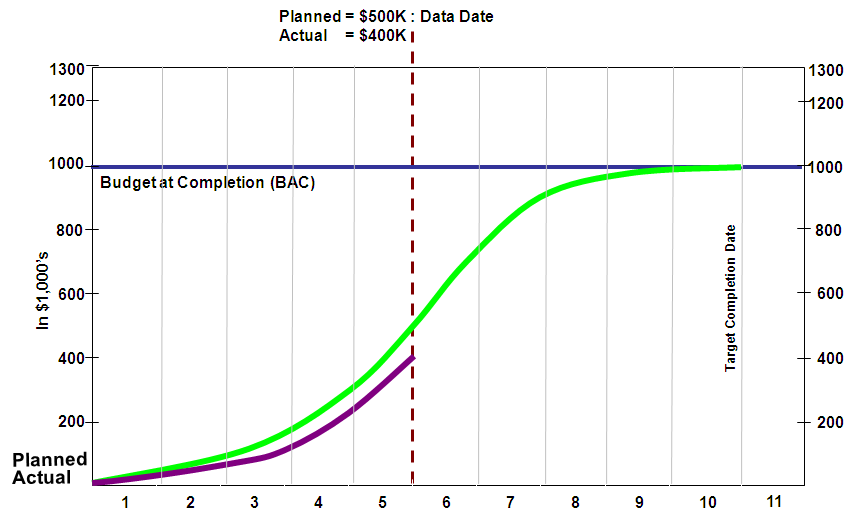 Planned = $500K : Data Date
Actual = $400K
1300
1200
1000
800
600
400
200
In $1,000's
Budget at Completion (BAC)
Target Completion Date
1300
1200
1000
800
600
400
200
Planned
Actual
1 2 3 4 5 6 7 8 9 10 11